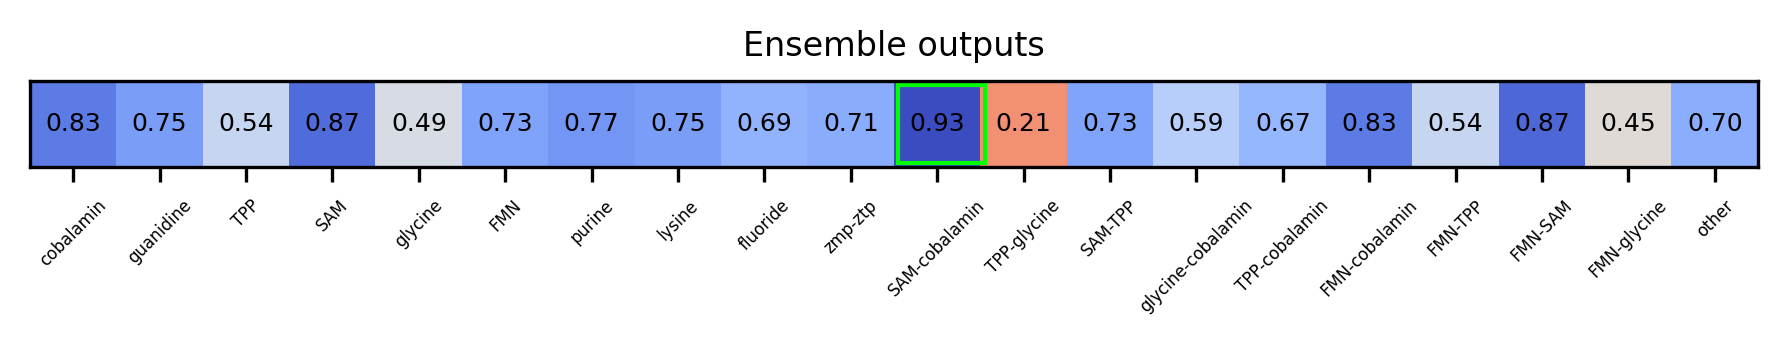 Ensemble outputs
0.83 0.75 0.54 0.87 0.49 0.73 0.77 0.75 0.69 0.71 0.93 0.21 0.73 0.59 0.67 0.83 0.54 0.87 0.45 0.70
cobalamin guanidine TPP SAM glycine FMN purine lysine fluoride zmp-ztp SAM-cobalamin TPP-glycine SAM-TPP glycine-cobalamin TPP-cobalamin FMN-cobalamin FMN-TPP FMN-SAM FMN-glycine other